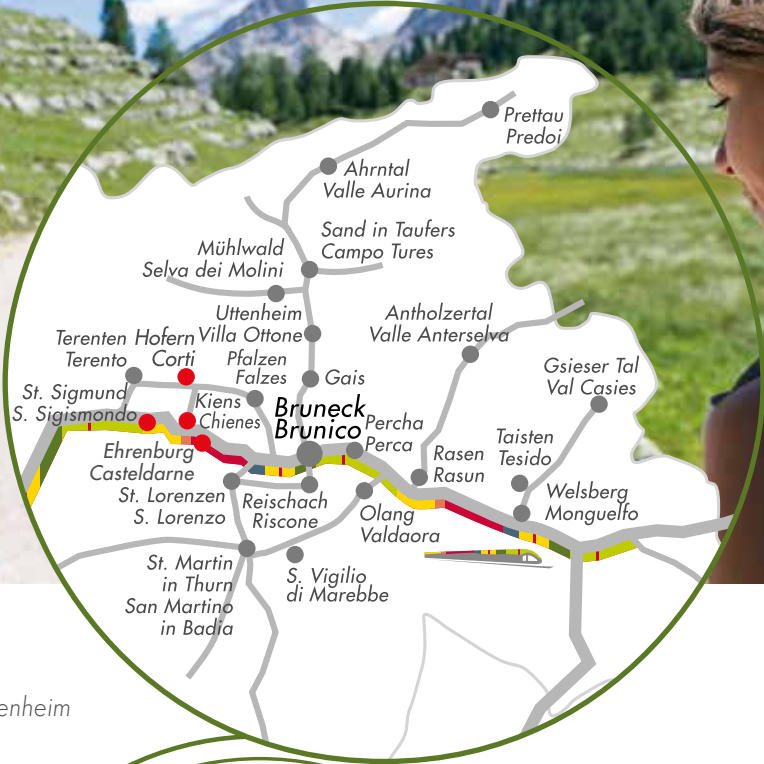 Prettau
Predoi
Ahrntal
Valle Aurina
Sand in Taufers
Campo Tures
Mühlwald
Selva dei Molini
Uttenheim
Villa Ottone
Antholzertal
Valle Anterselva
Terenten
Terento
Hofern
Corti
Pfalzen
Falzes
Gais
Gsieser Tal
Val Casies
St. Sigmund
S. Sigismondo
Kiens
Chienes
Bruneck
Brunico
Percha
Perca
Ehrenburg
Casteldarne
Rasen
Rasun
Taisten
Tesido
St. Lorenzen
S. Lorenzo
Reischach
Riscone
Olang
Valdaora
Welsberg
Monguelfo
St. Martin
in Thurn
San Martino
in Badia
S. Vigilio
di Marebbe
enheim